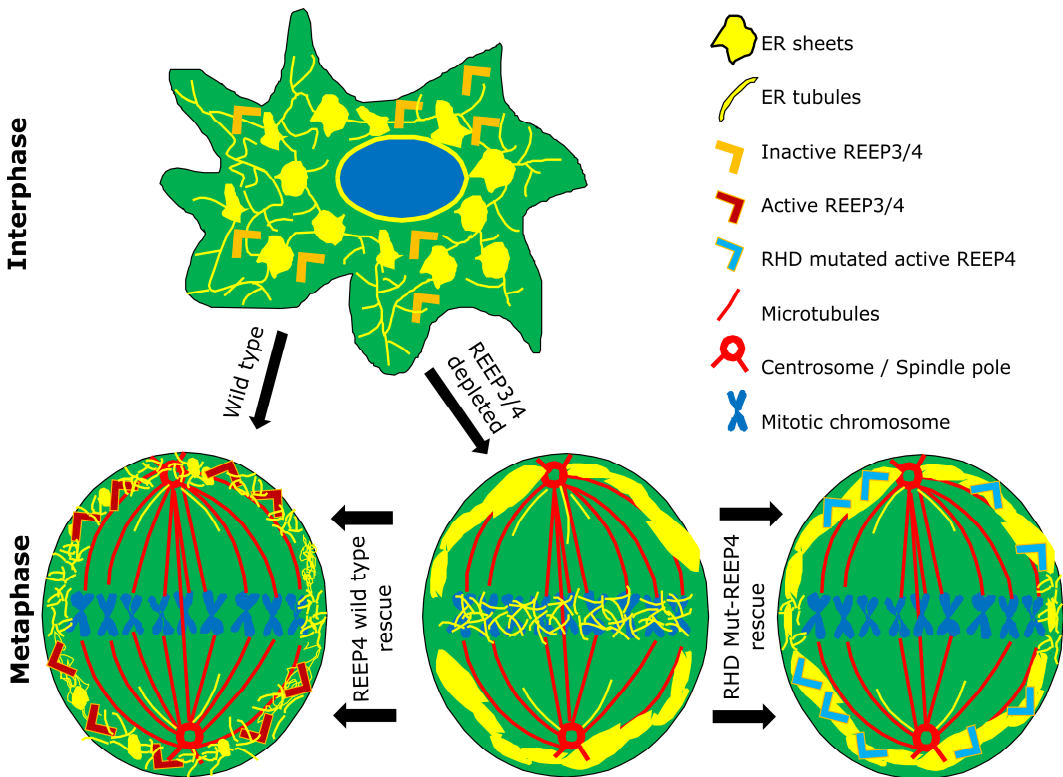 Interphase
ER sheets
ER tubules
Inactive REEP3/4
Active REEP3/4
RHD mutated active REEP4
Microtubules
Centrosome / Spindle pole
Mitotic chromosome
Wild type
REEP3/4
depleted
Metaphase
REEP4 wild type
rescue
RHD Mut-REEP4
rescue